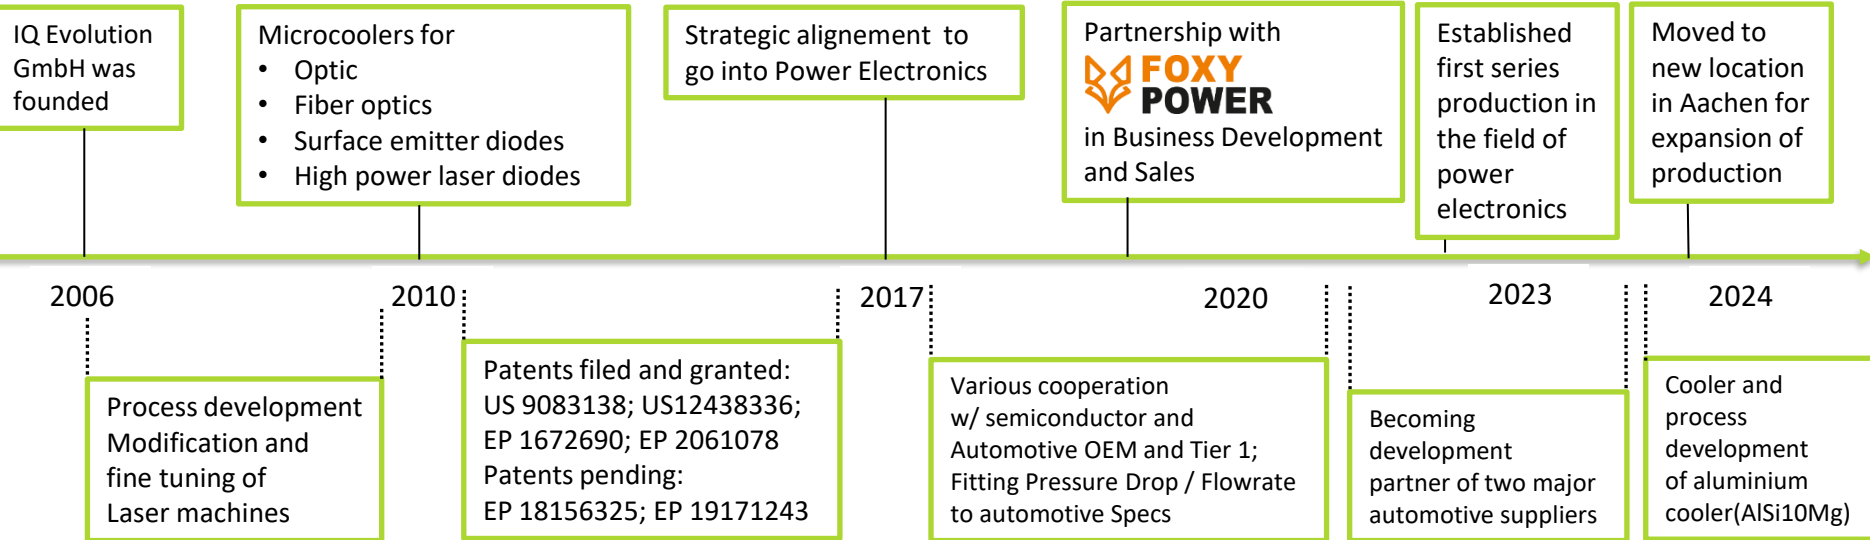 IQ Evolution
GmbH was
founded
Microcoolers for
• Optic
• Fiber optics
• Surface emitter diodes
• High power laser diodes
Strategic alignement to
go into Power Electronics
Partnership with
FOXY
POWER
in Business Development
and Sales
Established
first series
production in
the field of
power
electronics
Moved to
new location
in Aachen for
expansion of
production
2006
2010
2017
2020
2023
2024
Process development
Modification and
fine tuning of
Laser machines
Patents filed and granted:
US 9083138; US12438336;
EP 1672690; EP 2061078
Patents pending:
EP 18156325; EP 19171243
Various cooperation
w/ semiconductor and
Automotive OEM and Tier 1;
Fitting Pressure Drop / Flowrate
to automotive Specs
Becoming
development
partner of two major
automotive suppliers
Cooler and
process
development
of aluminium
cooler(AlSi10Mg)